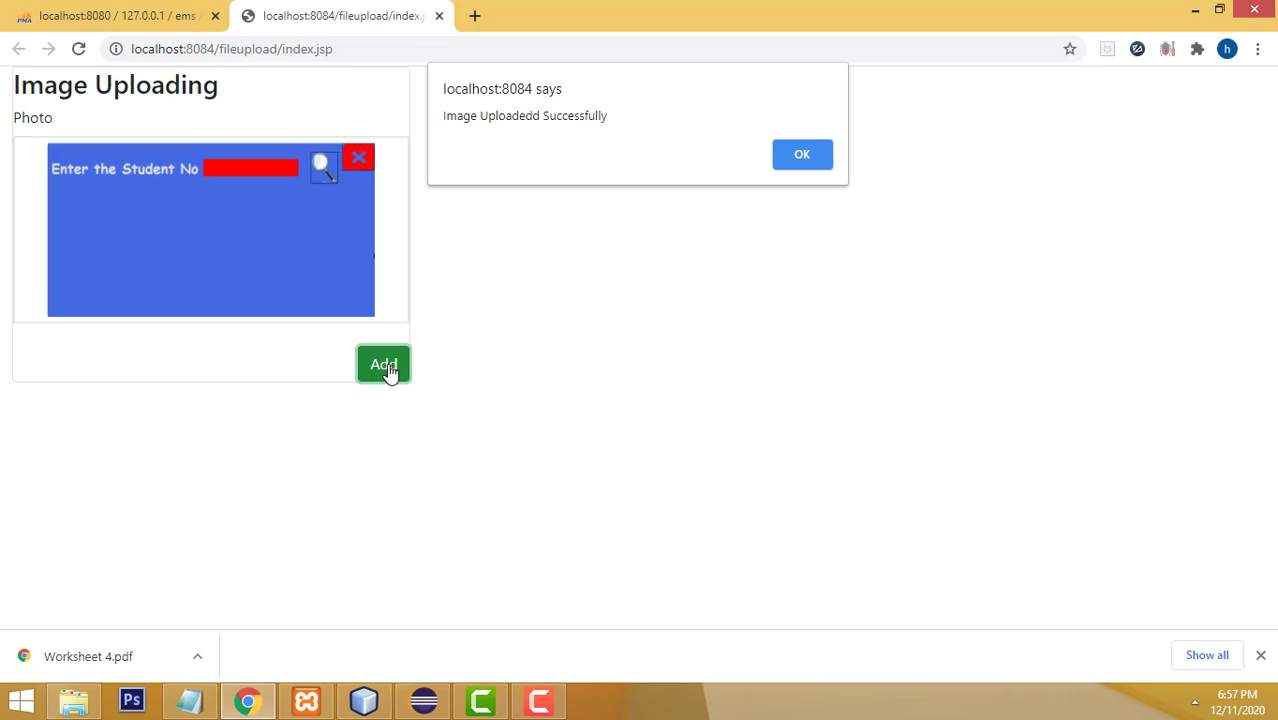 localhost:8080 / 127.0.0.1 / ems
localhost:8084/fileupload/index.j
localhost:8084/fileupload/index.jsp
h
Image Uploading
Photo
Enter the Student No
localhost:8084 says
Image Uploadedd Successfully
OK
Add
Worksheet 4.pdf
Show all
Ps
6:57 PM
12/11/2020